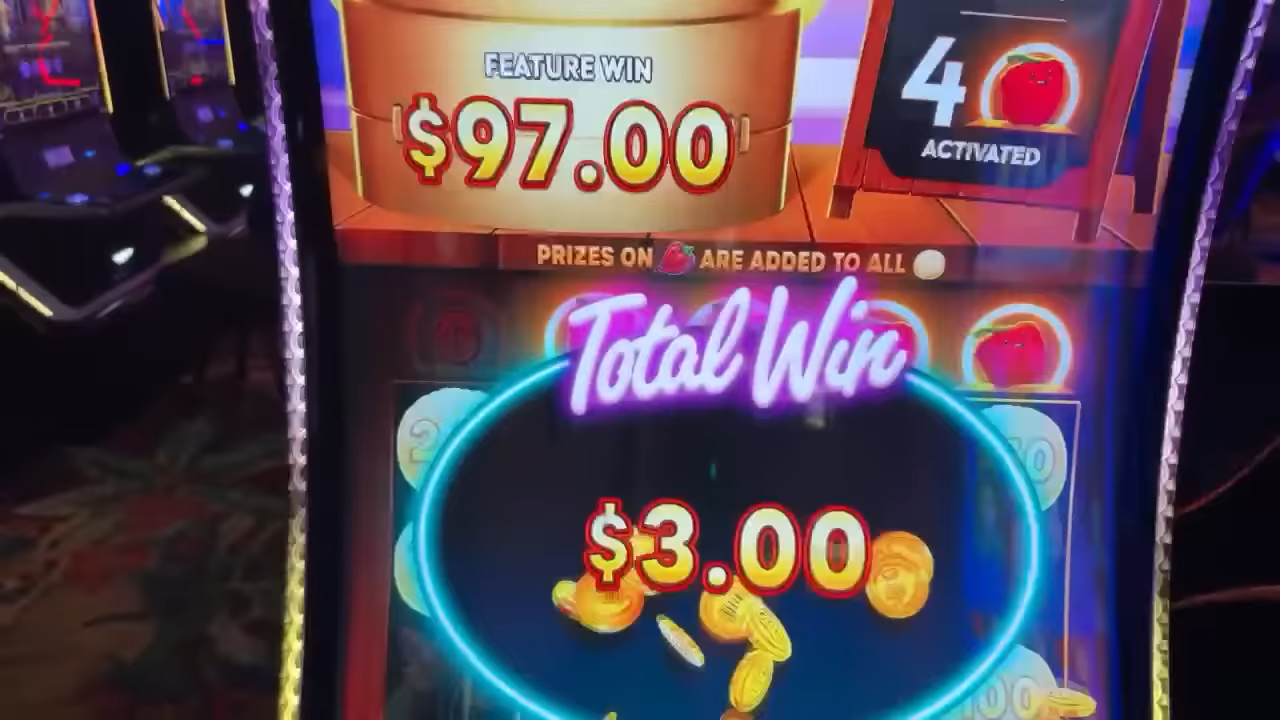 FEATURE WIN
$97.00
4
ACTIVATED
PRIZES ON ARE ADDED TO ALL
Total Win
$3.00